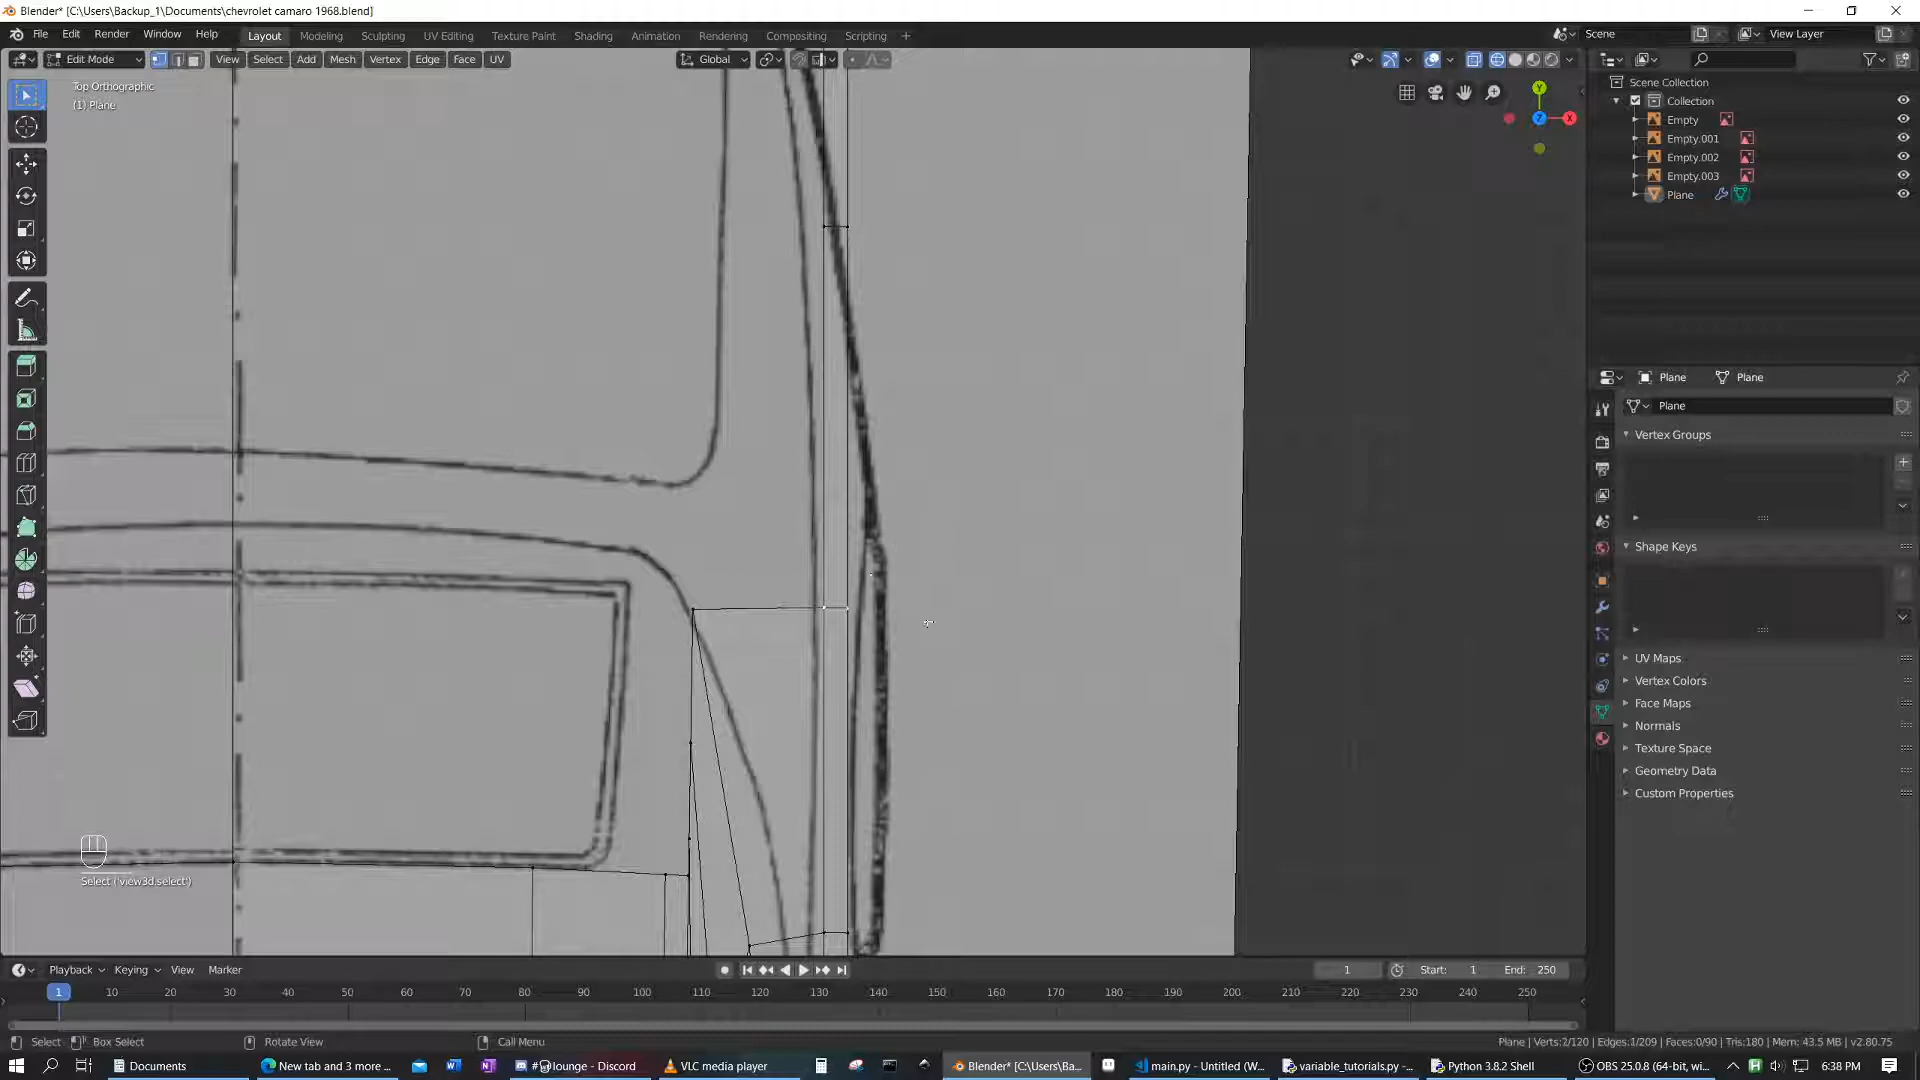 Blender* [C:\Users\Backup_1\Documents\chevrolet camaro 1968.blend]
File Edit Render Window Help Layout Modeling Sculpting UV Editing Texture Paint Shading Animation Rendering Compositing Scripting + Scene View Layer
Edit Mode View Select Add Mesh Vertex Edge Face UV Global
Top Orthographic
(1) Plane
Y
Z X
Scene Collection
Collection
Empty
Empty.001
Empty.002
Empty.003
Plane
Plane Plane
Plane
Vertex Groups
Shape Keys
UV Maps
Vertex Colors
Face Maps
Normals
Texture Space
Geometry Data
Custom Properties
Select ('view3d.select')
Playback Keying View Marker 1 Start: 1 End: 250
1 10 20 30 40 50 60 70 80 90 100 110 120 130 140 150 160 170 180 190 200 210 220 230 240 250
Select Box Select Rotate View Call Menu Plane | Verts:2/120 | Edges:1/209 | Faces:0/90 | Tris:180 | Mem: 43.5 MB | v2.80.75
Documents New tab and 3 more ... lounge - Discord VLC media player Blender* [C:\Users\Ba... main.py - Untitled (W... variable_tutorials.py -... Python 3.8.2 Shell OBS 25.0.8 (64-bit, wi... 6:38 PM